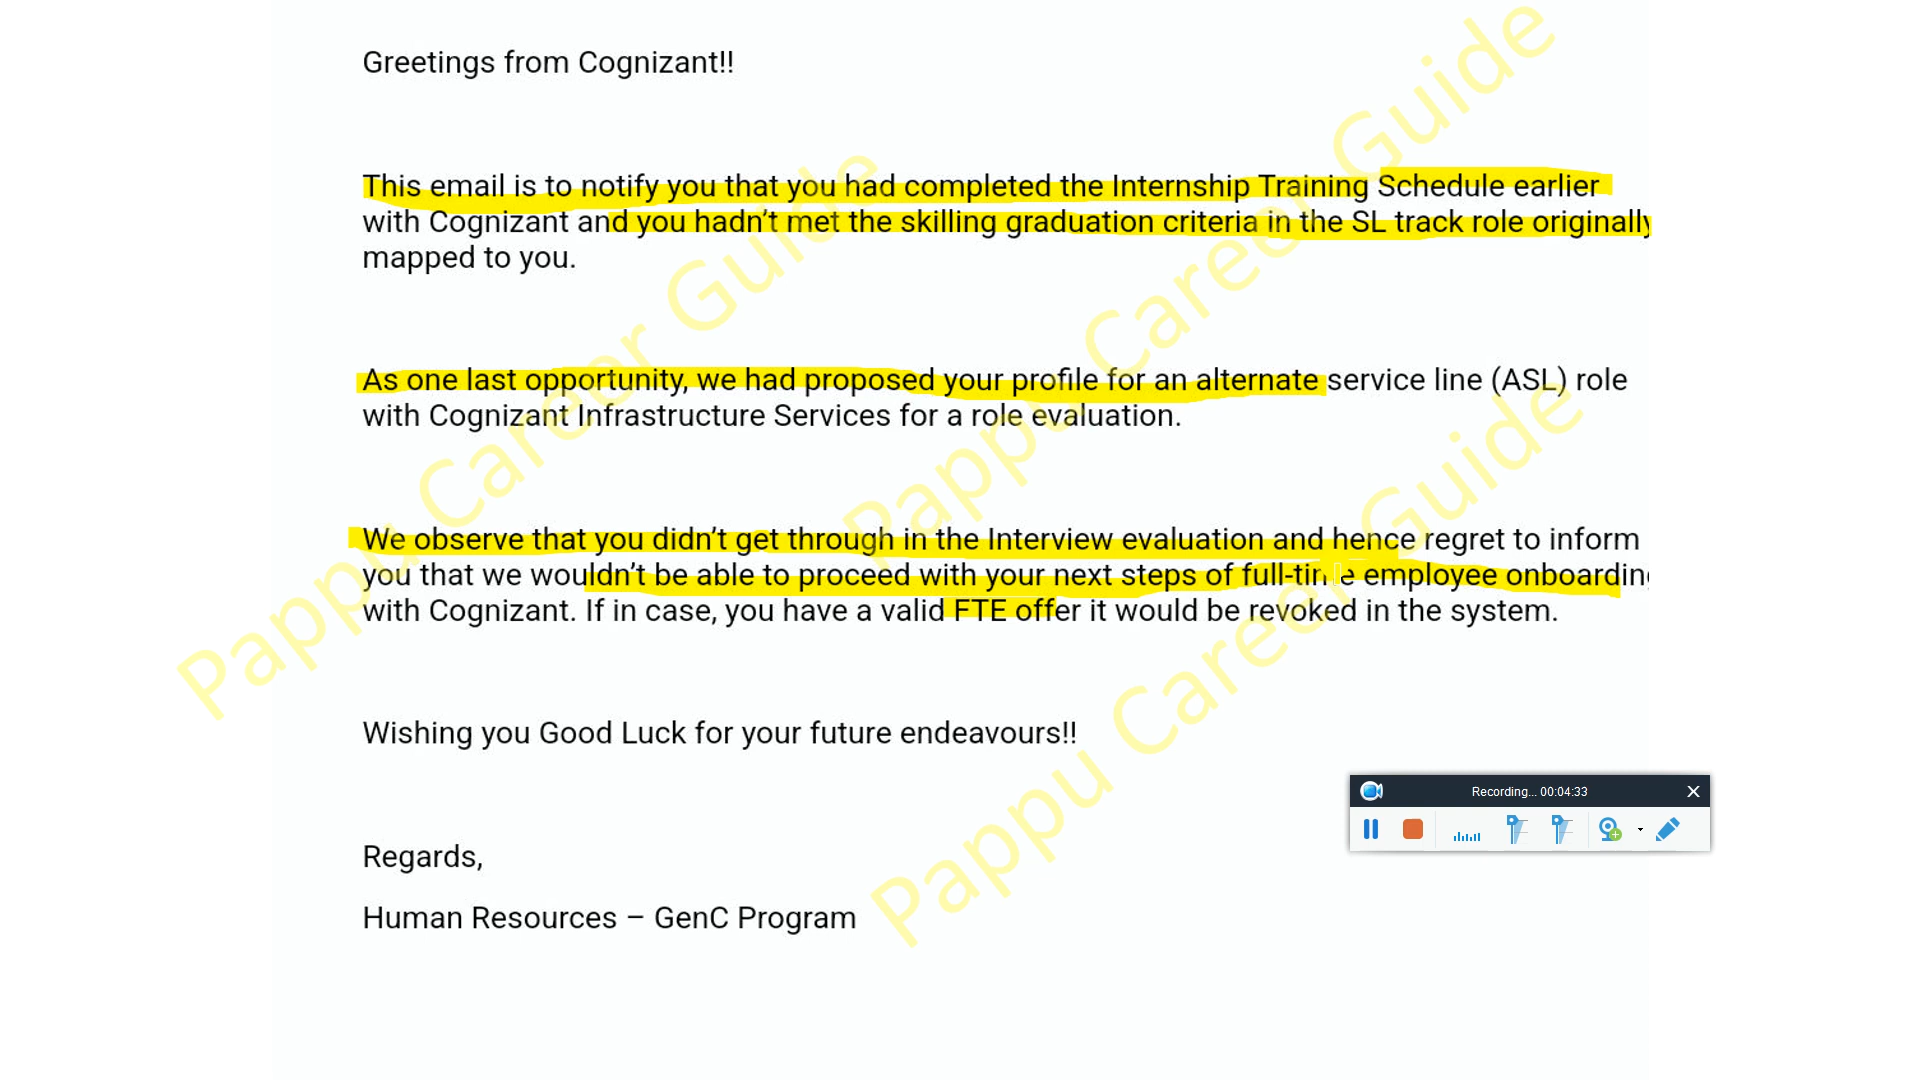 Greetings from Cognizant!!
This email is to notify you that you had completed the Internship Training Schedule earlier
with Cognizant and you hadn’t met the skilling graduation criteria in the SL track role originally
mapped to you.
As one last opportunity, we had proposed your profile for an alternate service line (ASL) role
with Cognizant Infrastructure Services for a role evaluation.
We observe that you didn’t get through in the Interview evaluation and hence regret to inform
you that we wouldn’t be able to proceed with your next steps of full-time employee onboarding
with Cognizant. If in case, you have a valid FTE offer it would be revoked in the system.
Wishing you Good Luck for your future endeavours!!
Regards,
Human Resources – GenC Program
Pappu Career Guide
Pappu Career Guide
Pappu Career Guide
Recording... 00:04:33